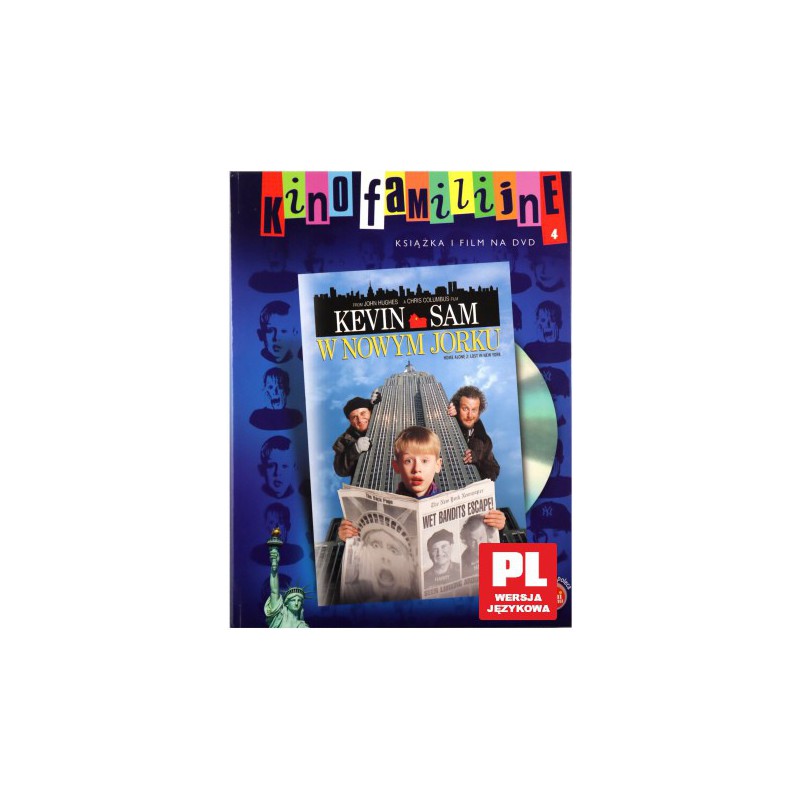 Kino familijne
4
KSIĄŻKA I FILM NA DVD
FROM JOHN HUGHES A CHRIS COLUMBUS FILM
KEVIN SAM
W NOWYM JORKU
HOME ALONE 2: LOST IN NEW YORK
The New York Newspaper
WET BANDITS ESCAPE!
PL
WERSJA
JĘZYKOWA